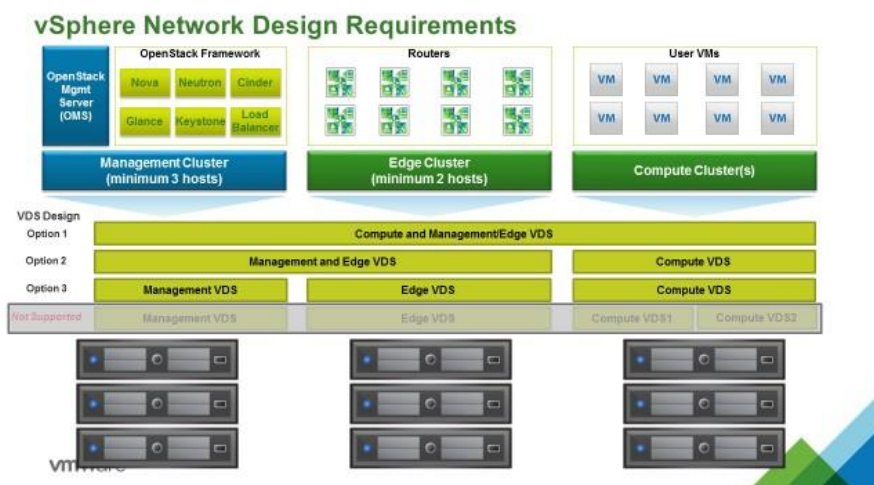 vSphere Network Design Requirements
OpenStack
Mgmt
Server
(OMS)
OpenStack Framework
Nova Neutron Cinder
Glance Keystone Load
Balancer
Routers
User VMs
VM VM VM VM
VM VM VM VM
Management Cluster
(minimum 3 hosts)
Edge Cluster
(minimum 2 hosts)
Compute Cluster(s)
VDS Design
Option 1 Compute and Management/Edge VDS
Option 2 Management and Edge VDS Compute VDS
Option 3 Management VDS Edge VDS Compute VDS
Not Supported Management VDS Edge VDS Compute VDS1 Compute VDS2
vmware